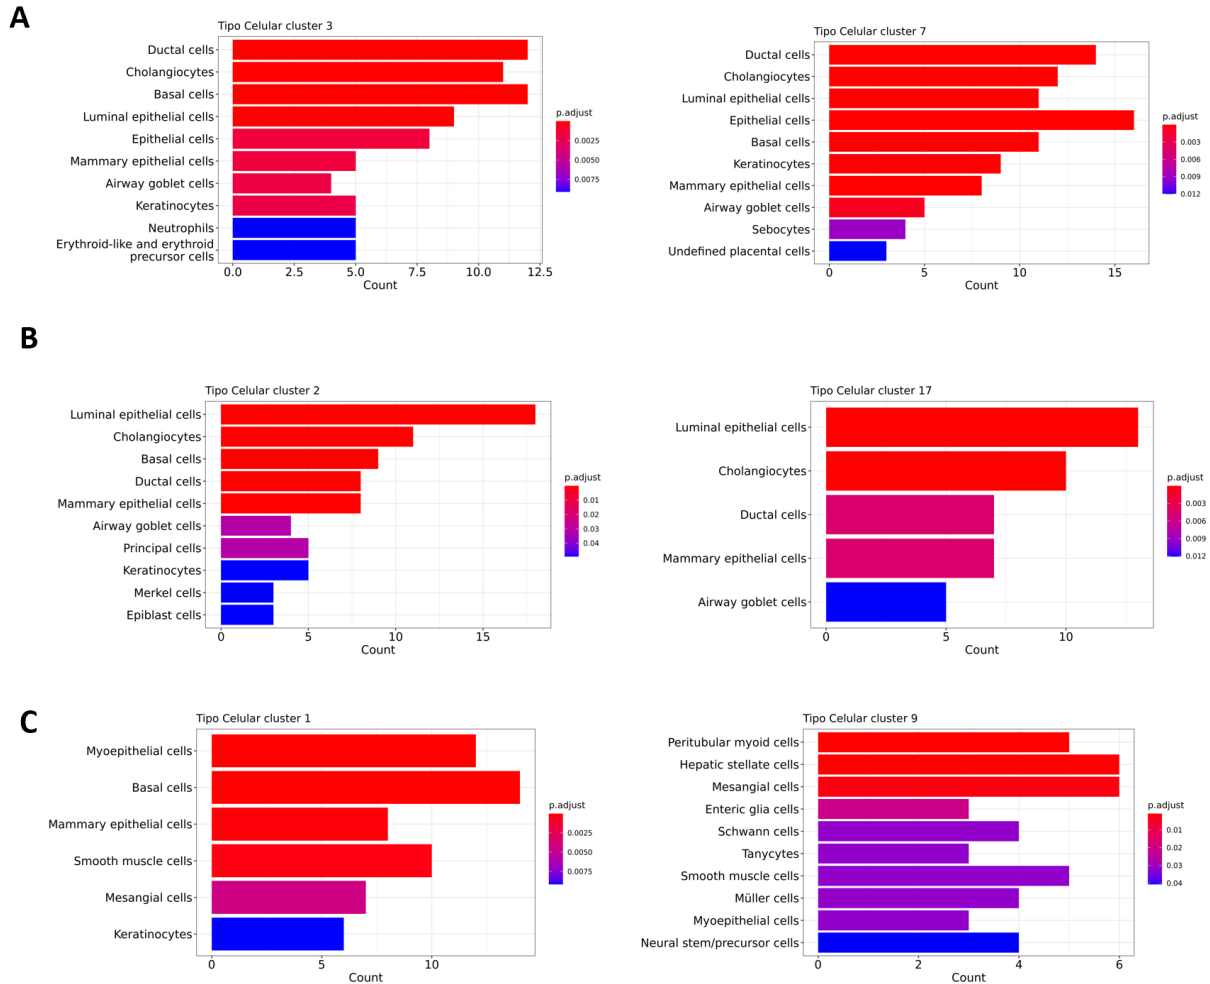 A
Tipo Celular cluster 3
Ductal cells
Cholangiocytes
Basal cells
Luminal epithelial cells
Epithelial cells
Mammary epithelial cells
Airway goblet cells
Keratinocytes
Neutrophils
Erythroid-like and erythroid
precursor cells
0.0 2.5 5.0 7.5 10.0 12.5
Count
p.adjust
0.0025
0.0050
0.0075
Tipo Celular cluster 7
Ductal cells
Cholangiocytes
Luminal epithelial cells
Epithelial cells
Basal cells
Keratinocytes
Mammary epithelial cells
Airway goblet cells
Sebocytes
Undefined placental cells
0 5 10 15
Count
p.adjust
0.003
0.006
0.009
0.012
B
Tipo Celular cluster 2
Luminal epithelial cells
Cholangiocytes
Basal cells
Ductal cells
Mammary epithelial cells
Airway goblet cells
Principal cells
Keratinocytes
Merkel cells
Epiblast cells
0 5 10 15
Count
p.adjust
0.01
0.02
0.03
0.04
Tipo Celular cluster 17
Luminal epithelial cells
Cholangiocytes
Ductal cells
Mammary epithelial cells
Airway goblet cells
0 5 10
Count
p.adjust
0.003
0.006
0.009
0.012
C
Tipo Celular cluster 1
Myoepithelial cells
Basal cells
Mammary epithelial cells
Smooth muscle cells
Mesangial cells
Keratinocytes
0 5 10
Count
p.adjust
0.0025
0.0050
0.0075
Tipo Celular cluster 9
Peritubular myoid cells
Hepatic stellate cells
Mesangial cells
Enteric glia cells
Schwann cells
Tanycytes
Smooth muscle cells
Müller cells
Myoepithelial cells
Neural stem/precursor cells
0 2 4 6
Count
p.adjust
0.01
0.02
0.03
0.04